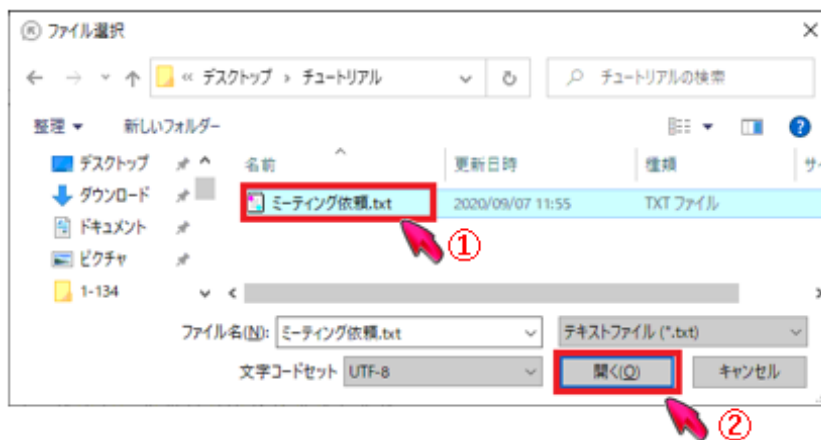 ファイル選択
« デスクトップ › チュートリアル
チュートリアルの検索
整理
新しいフォルダー
名前 更新日時 種類 サ
デスクトップ
ダウンロード
ドキュメント
ピクチャ
1-134
ミーティング依頼.txt 2020/09/07 11:55 TXT ファイル
①
ファイル名(N): ミーティング依頼.txt テキストファイル (*.txt)
文字コードセット UTF-8 開く(O) キャンセル
②